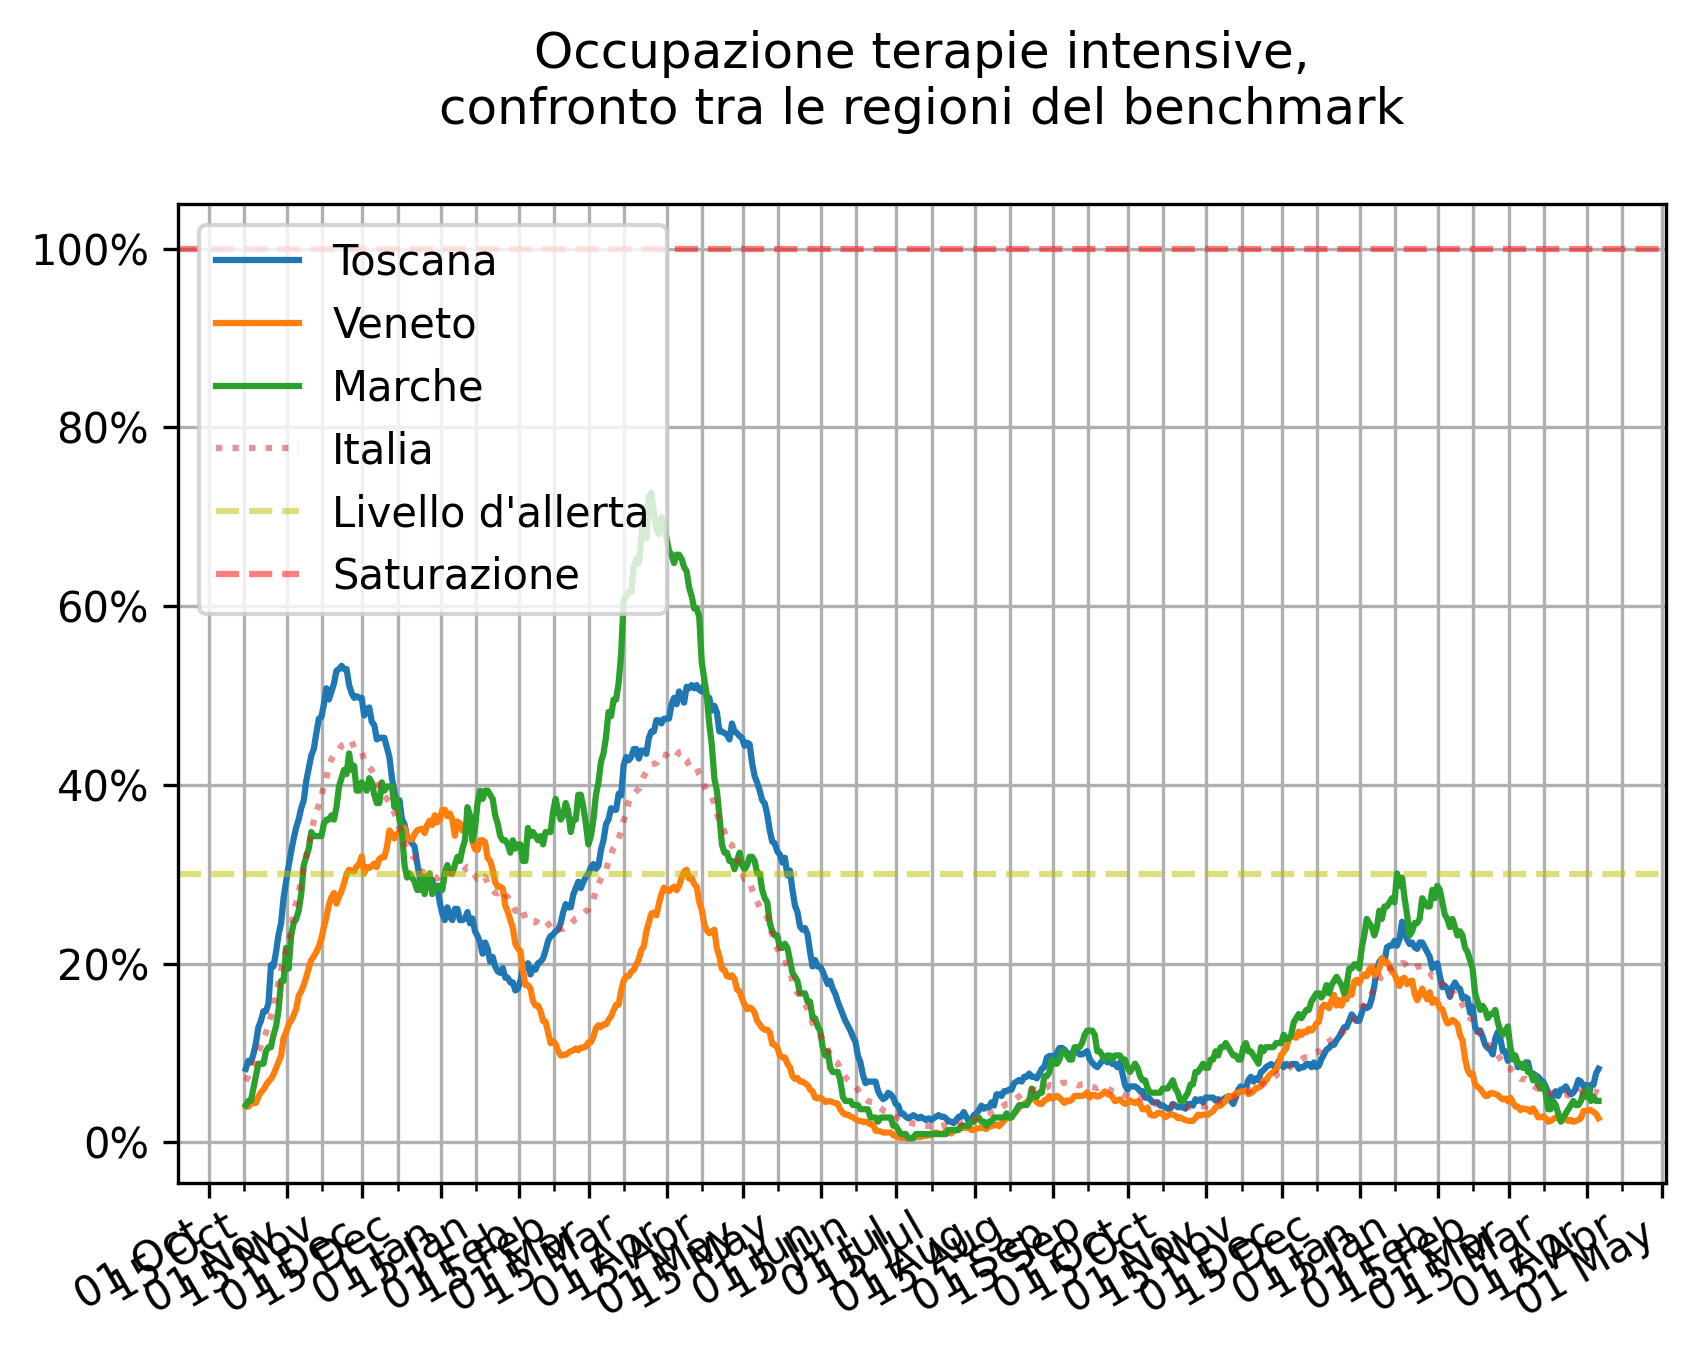 Occupazione terapie intensive,
confronto tra le regioni del benchmark
100%
80%
60%
40%
20%
0%
Toscana
Veneto
Marche
Italia
Livello d'allerta
Saturazione
01 Oct
15 Oct
01 Nov
15 Nov
01 Dec
15 Dec
01 Jan
15 Jan
01 Feb
15 Feb
01 Mar
15 Mar
01 Apr
15 Apr
01 May
15 May
01 Jun
15 Jun
01 Jul
15 Jul
01 Aug
15 Aug
01 Sep
15 Sep
01 Oct
15 Oct
01 Nov
15 Nov
01 Dec
15 Dec
01 Jan
15 Jan
01 Feb
15 Feb
01 Mar
15 Mar
01 Apr
15 Apr
01 May